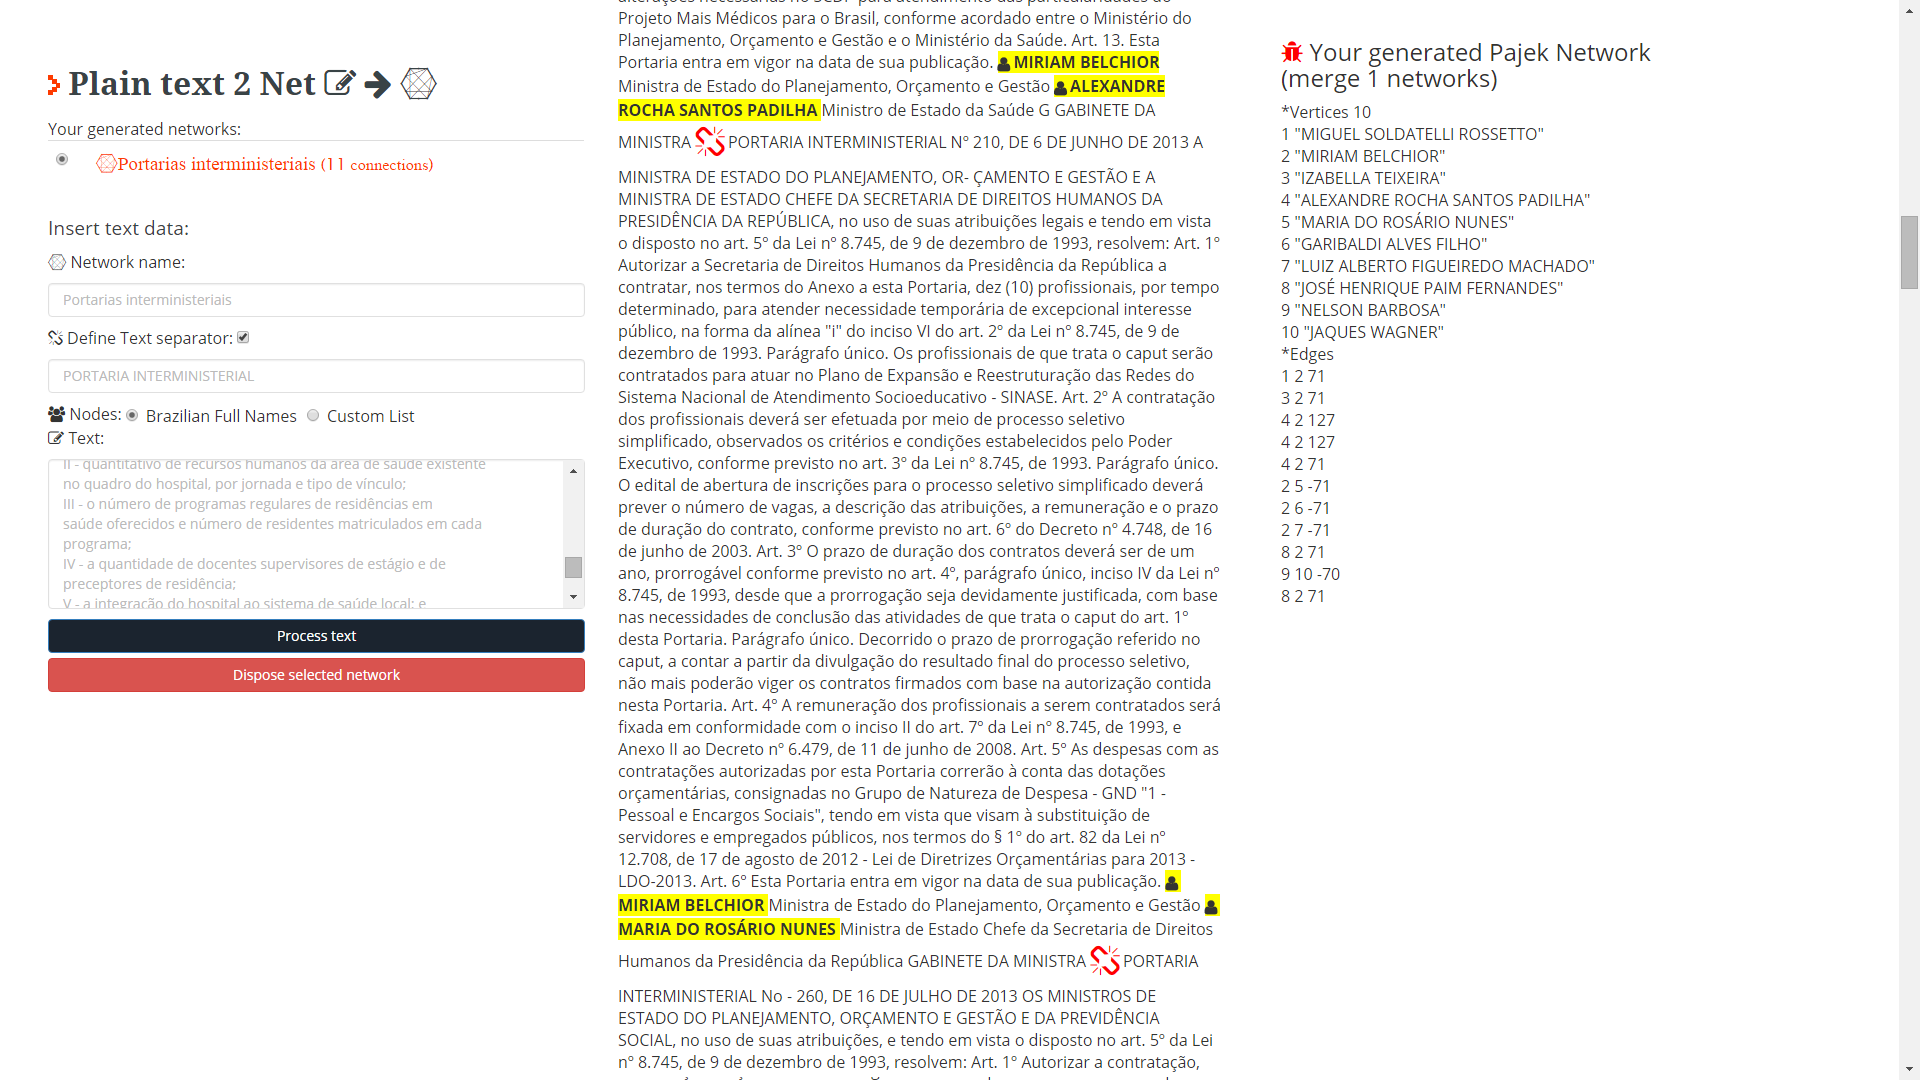 Plain text 2 Net
Your generated networks:
Portarias interministeriais (11 connections)
Insert text data:
Network name:
Portarias interministeriais
Define Text separator:
PORTARIA INTERMINISTERIAL
Nodes: Brazilian Full Names Custom List
Text:
II - quantitativo de recursos humanos da área de saúde existente
no quadro do hospital, por jornada e tipo de vínculo;
III - o número de programas regulares de residências em
saúde oferecidos e número de residentes matriculados em cada
programa;
IV - a quantidade de docentes supervisores de estágio e de
preceptores de residência;
V - a integração do hospital ao sistema de saúde local; e
Process text
Dispose selected network
Projeto Mais Médicos para o Brasil, conforme acordado entre o Ministério do
Planejamento, Orçamento e Gestão e o Ministério da Saúde. Art. 13. Esta
Portaria entra em vigor na data de sua publicação. MIRIAM BELCHIOR
Ministra de Estado do Planejamento, Orçamento e Gestão ALEXANDRE
ROCHA SANTOS PADILHA Ministro de Estado da Saúde G GABINETE DA
MINISTRA PORTARIA INTERMINISTERIAL Nº 210, DE 6 DE JUNHO DE 2013 A
MINISTRA DE ESTADO DO PLANEJAMENTO, OR- ÇAMENTO E GESTÃO E A
MINISTRA DE ESTADO CHEFE DA SECRETARIA DE DIREITOS HUMANOS DA
PRESIDÊNCIA DA REPÚBLICA, no uso de suas atribuições legais e tendo em vista
o disposto no art. 5º da Lei nº 8.745, de 9 de dezembro de 1993, resolvem: Art. 1º
Autorizar a Secretaria de Direitos Humanos da Presidência da República a
contratar, nos termos do Anexo a esta Portaria, dez (10) profissionais, por tempo
determinado, para atender necessidade temporária de excepcional interesse
público, na forma da alínea "i" do inciso VI do art. 2º da Lei nº 8.745, de 9 de
dezembro de 1993. Parágrafo único. Os profissionais de que trata o caput serão
contratados para atuar no Plano de Expansão e Reestruturação das Redes do
Sistema Nacional de Atendimento Socioeducativo - SINASE. Art. 2º A contratação
dos profissionais deverá ser efetuada por meio de processo seletivo
simplificado, observados os critérios e condições estabelecidos pelo Poder
Executivo, conforme previsto no art. 3º da Lei nº 8.745, de 1993. Parágrafo único.
O edital de abertura de inscrições para o processo seletivo simplificado deverá
prever o número de vagas, a descrição das atribuições, a remuneração e o prazo
de duração do contrato, conforme previsto no art. 6º do Decreto nº 4.748, de 16
de junho de 2003. Art. 3º O prazo de duração dos contratos deverá ser de um
ano, prorrogável conforme previsto no art. 4º, parágrafo único, inciso IV da Lei nº
8.745, de 1993, desde que a prorrogação seja devidamente justificada, com base
nas necessidades de conclusão das atividades de que trata o caput do art. 1º
desta Portaria. Parágrafo único. Decorrido o prazo de prorrogação referido no
caput, a contar a partir da divulgação do resultado final do processo seletivo,
não mais poderão viger os contratos firmados com base na autorização contida
nesta Portaria. Art. 4º A remuneração dos profissionais a serem contratados será
fixada em conformidade com o inciso II do art. 7º da Lei nº 8.745, de 1993, e
Anexo II ao Decreto nº 6.479, de 11 de junho de 2008. Art. 5º As despesas com as
contratações autorizadas por esta Portaria correrão à conta das dotações
orçamentárias, consignadas no Grupo de Natureza de Despesa - GND "1 -
Pessoal e Encargos Sociais", tendo em vista que visam à substituição de
servidores e empregados públicos, nos termos do § 1º do art. 82 da Lei nº
12.708, de 17 de agosto de 2012 - Lei de Diretrizes Orçamentárias para 2013 -
LDO-2013. Art. 6º Esta Portaria entra em vigor na data de sua publicação.
MIRIAM BELCHIOR Ministra de Estado do Planejamento, Orçamento e Gestão
MARIA DO ROSÁRIO NUNES Ministra de Estado Chefe da Secretaria de Direitos
Humanos da Presidência da República GABINETE DA MINISTRA PORTARIA
INTERMINISTERIAL No - 260, DE 16 DE JULHO DE 2013 OS MINISTROS DE
ESTADO DO PLANEJAMENTO, ORÇAMENTO E GESTÃO E DA PREVIDÊNCIA
SOCIAL, no uso de suas atribuições, e tendo em vista o disposto no art. 5º da Lei
nº 8.745, de 9 de dezembro de 1993, resolvem: Art. 1º Autorizar a contratação,
Your generated Pajek Network
(merge 1 networks)
*Vertices 10
1 "MIGUEL SOLDATELLI ROSSETTO"
2 "MIRIAM BELCHIOR"
3 "IZABELLA TEIXEIRA"
4 "ALEXANDRE ROCHA SANTOS PADILHA"
5 "MARIA DO ROSÁRIO NUNES"
6 "GARIBALDI ALVES FILHO"
7 "LUIZ ALBERTO FIGUEIREDO MACHADO"
8 "JOSÉ HENRIQUE PAIM FERNANDES"
9 "NELSON BARBOSA"
10 "JAQUES WAGNER"
*Edges
1 2 71
3 2 71
4 2 127
4 2 127
4 2 71
2 5 -71
2 6 -71
2 7 -71
8 2 71
9 10 -70
8 2 71